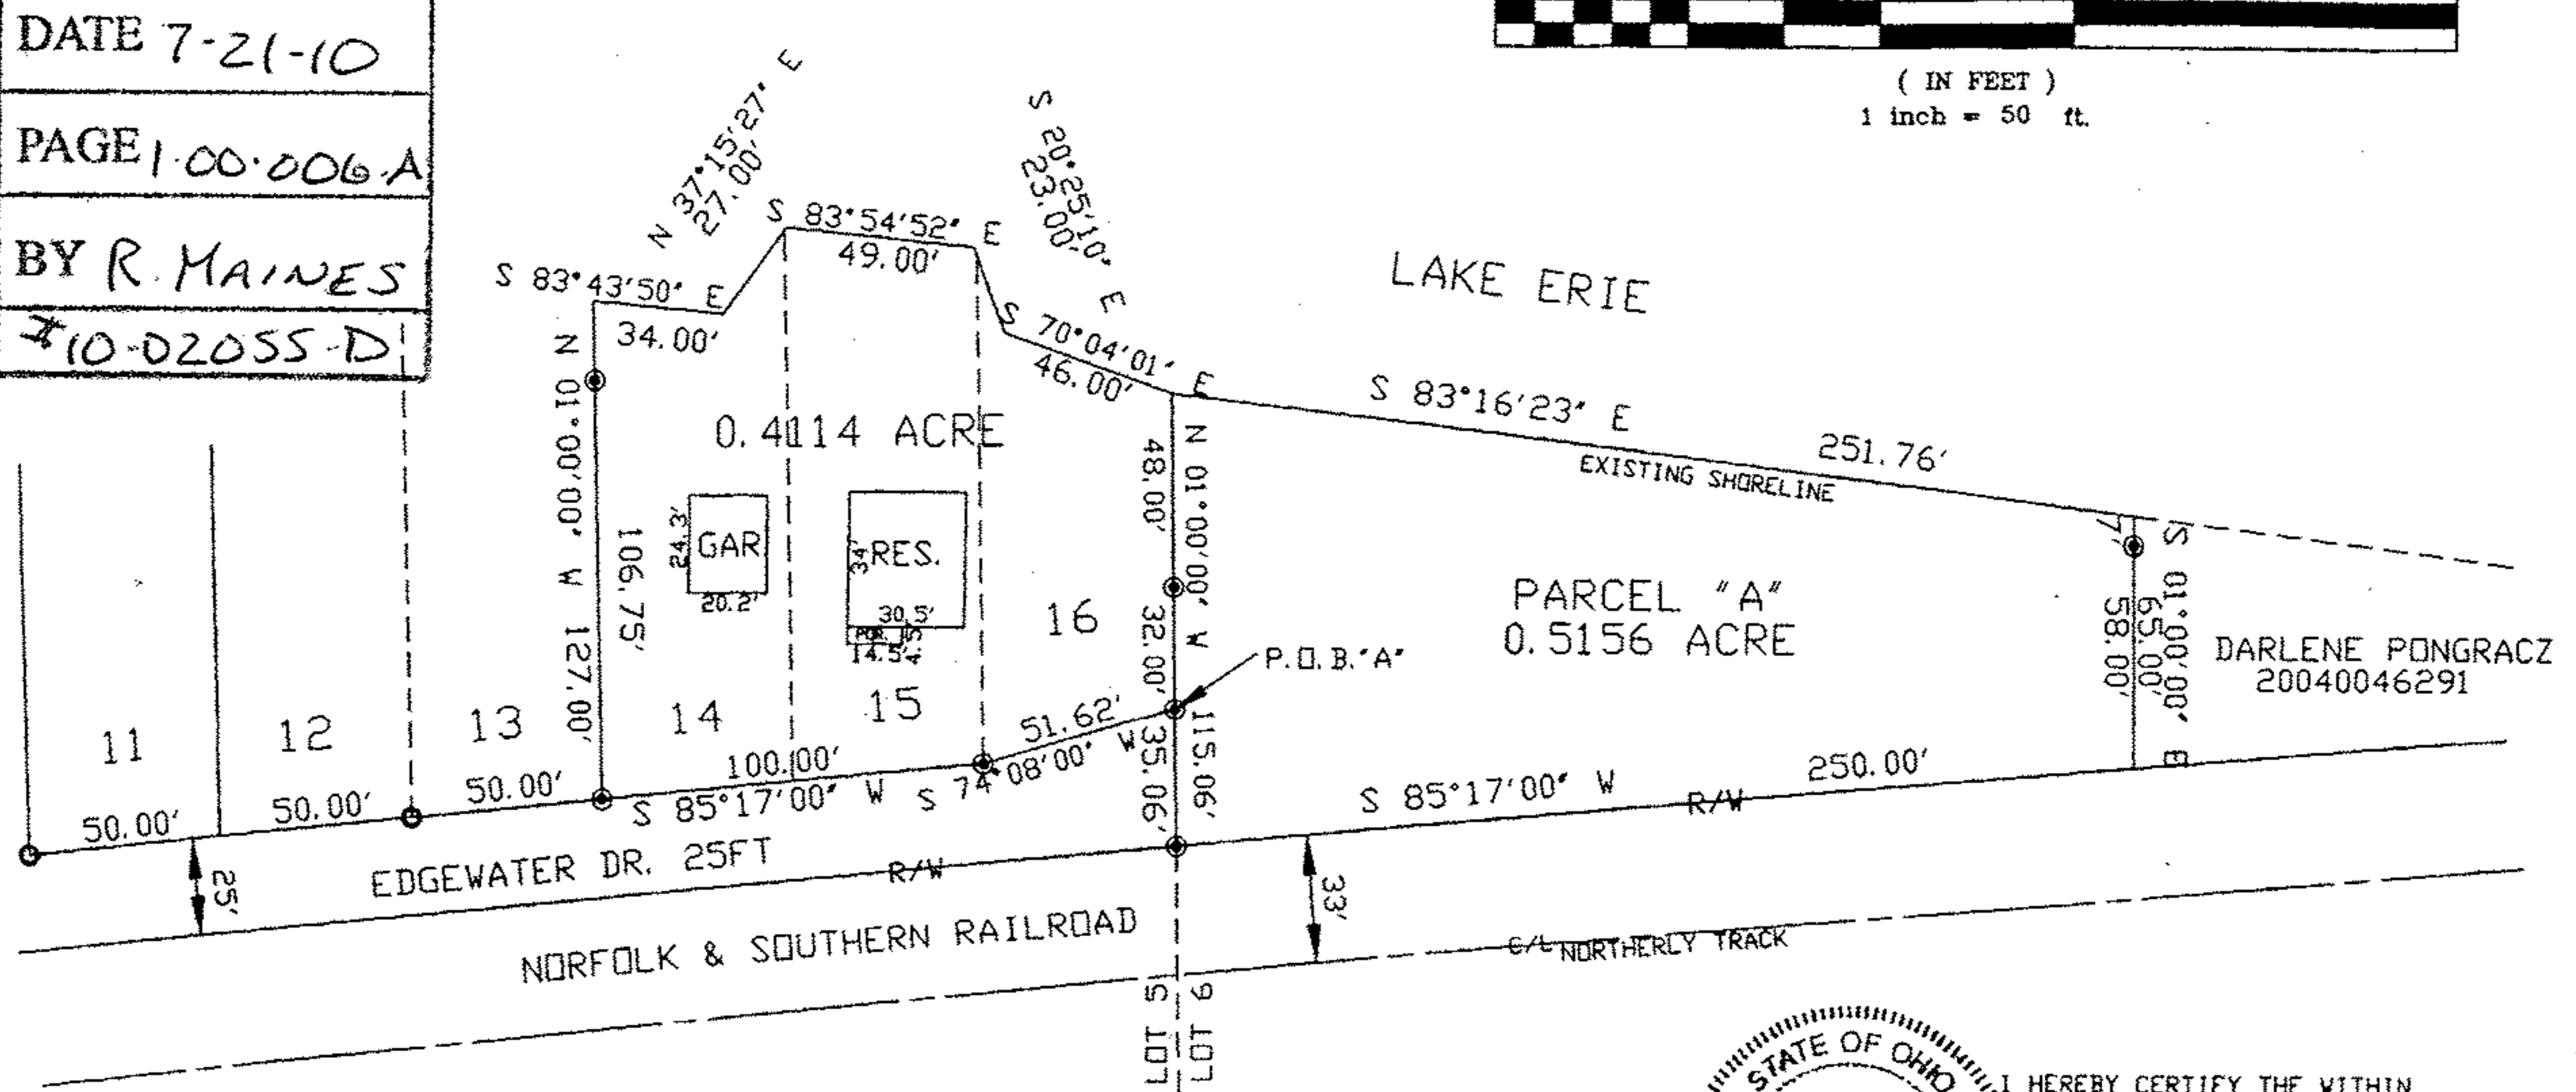 DATE 7-21-10
PAGE 1.00.006.A
BY R. MAINES
#10-02055-D
( IN FEET )
1 inch = 50 ft.
N 37°15'27" E
27.00'
S 83°54'52" E
49.00'
S 20°25'10" E
23.00'
S 83°43'50" E
34.00'
S 70°04'01" E
46.00'
LAKE ERIE
S 83°16'23" E
251.76'
EXISTING SHORELINE
N 01°00'00" W 127.00'
106.75'
0.4114 ACRE
GAR
24.3'
20.2'
RES.
34'
30.5'
POR.
14.5'
4.5'
N 01°00'00" W 115.06'
48.00'
32.00'
35.06'
P.O.B."A"
PARCEL "A"
0.5156 ACRE
7'
S 01°00'00" E
65.00'
58.00'
DARLENE PONGRACZ
20040046291
11
12
13
14
15
16
50.00'
50.00'
50.00'
100.00'
S 85°17'00" W
51.62'
S 74°08'00" W
S 85°17'00" W
250.00'
R/W
25'
EDGEWATER DR. 25FT
R/W
33'
NORFOLK & SOUTHERN RAILROAD
C/L NORTHERLY TRACK
LOT 5
LOT 6
STATE OF OHIO
I HEREBY CERTIFY THE WITHIN